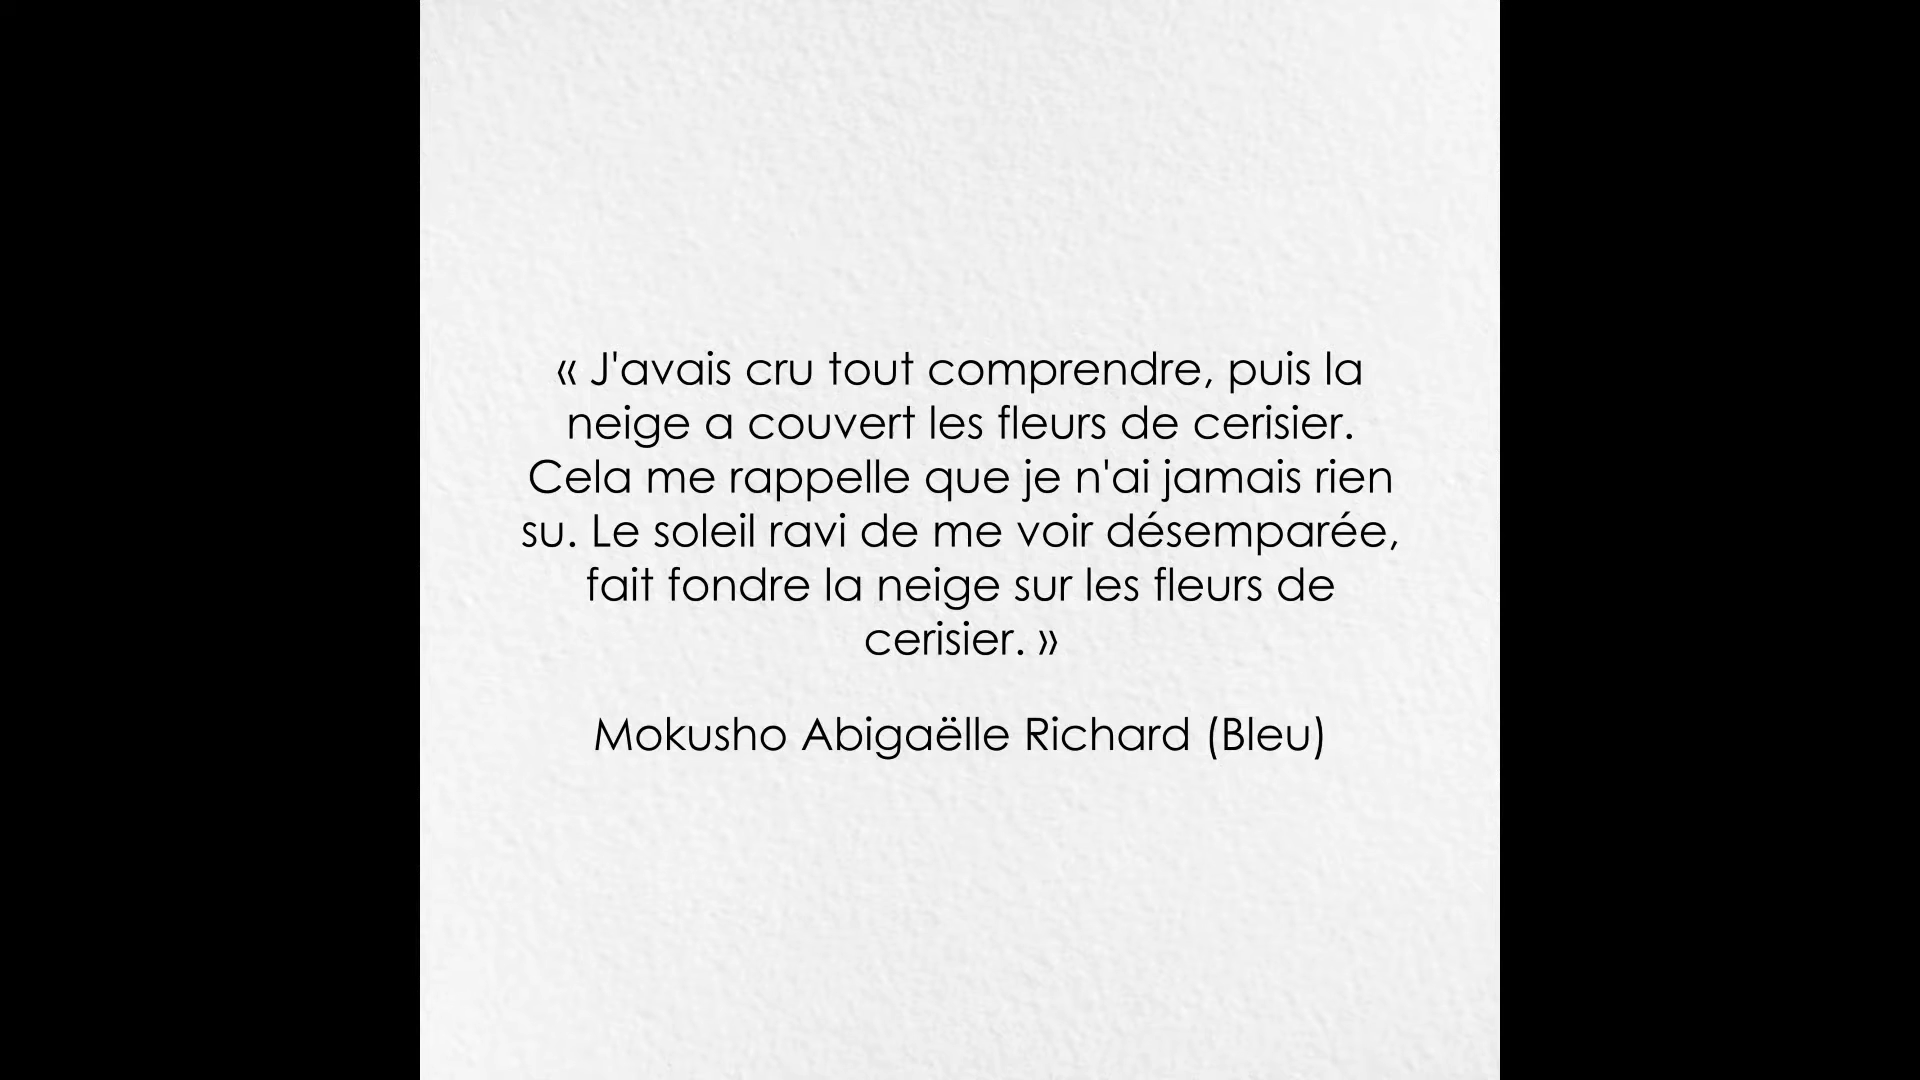 « J'avais cru tout comprendre, puis la
neige a couvert les fleurs de cerisier.
Cela me rappelle que je n'ai jamais rien
su. Le soleil ravi de me voir désemparée,
fait fondre la neige sur les fleurs de
cerisier. »
Mokusho Abigaëlle Richard (Bleu)